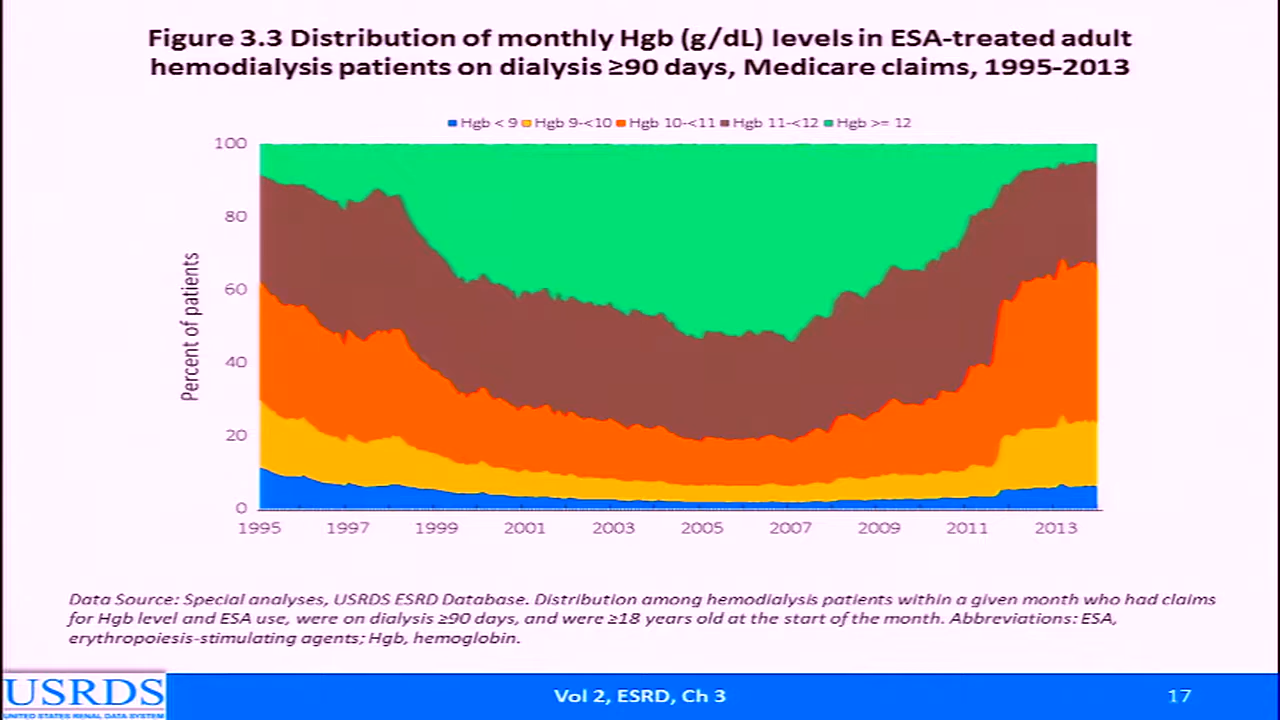 Figure 3.3 Distribution of monthly Hgb (g/dL) levels in ESA-treated adult
hemodialysis patients on dialysis ≥90 days, Medicare claims, 1995-2013
Hgb < 9 Hgb 9-<10 Hgb 10-<11 Hgb 11-<12 Hgb >= 12
100
80
60
40
20
0
Percent of patients
1995 1997 1999 2001 2003 2005 2007 2009 2011 2013
Data Source: Special analyses, USRDS ESRD Database. Distribution among hemodialysis patients within a given month who had claims
for Hgb level and ESA use, were on dialysis ≥90 days, and were ≥18 years old at the start of the month. Abbreviations: ESA,
erythropoiesis-stimulating agents; Hgb, hemoglobin.
USRDS
UNITED STATES RENAL DATA SYSTEM
Vol 2, ESRD, Ch 3
17